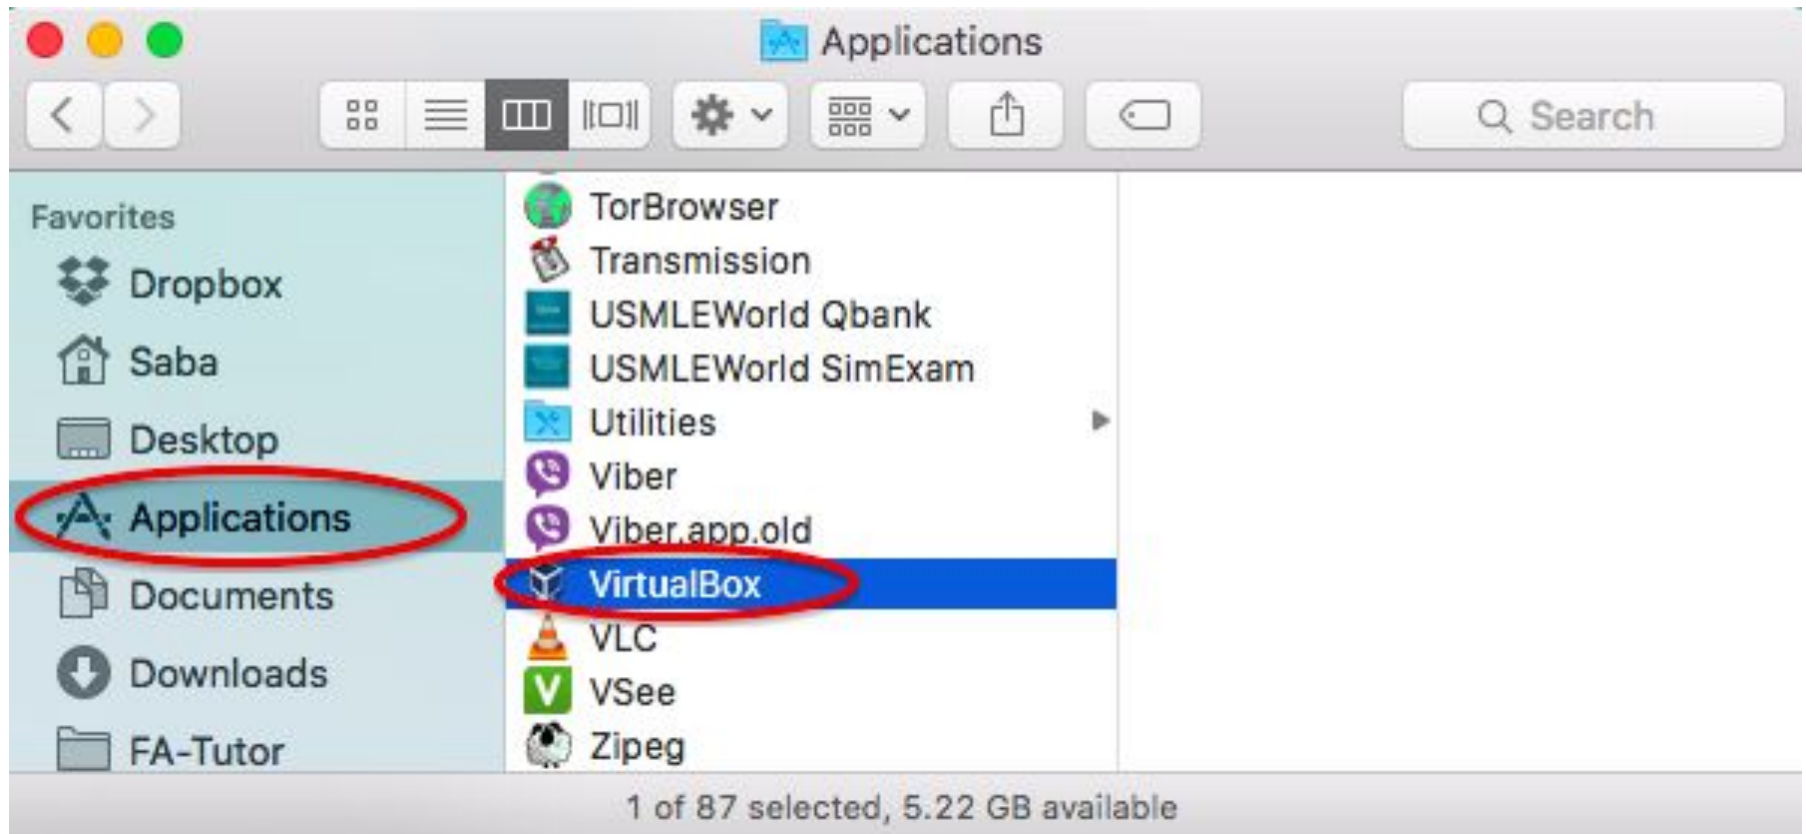 Applications
Search
Favorites
Dropbox
Saba
Desktop
Applications
Documents
Downloads
FA-Tutor
TorBrowser
Transmission
USMLEWorld Qbank
USMLEWorld SimExam
Utilities
Viber
Viber.app.old
VirtualBox
VLC
VSee
Zipeg
1 of 87 selected, 5.22 GB available